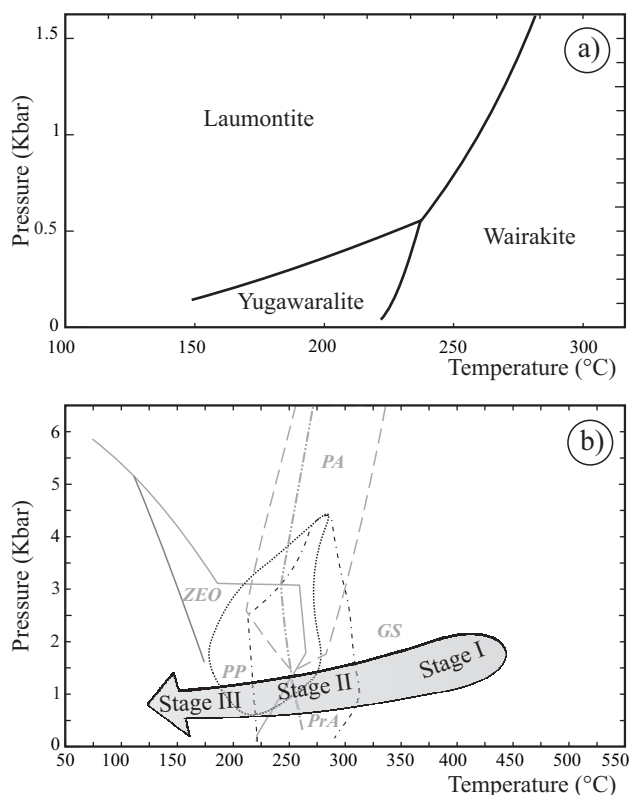 a)
1.5
1
0.5
0
Pressure (Kbar)
Laumontite
Wairakite
Yugawaralite
100 150 200 250 300
Temperature (°C)
b)
6
5
4
3
2
1
0
Pressure (Kbar)
PA
ZEO
GS
PP
PrA
Stage I
Stage II
Stage III
50 100 150 200 250 300 350 400 450 500 550
Temperature (°C)